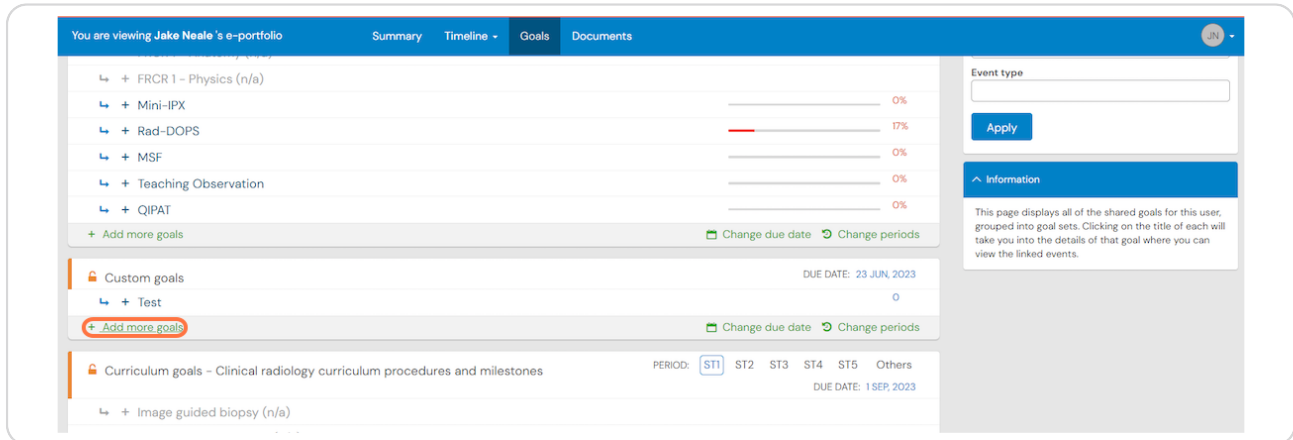 You are viewing Jake Neale 's e-portfolio Summary Timeline Goals Documents JN
FRCR 1 - Physics (n/a)
+ Mini-IPX 0%
+ Rad-DOPS 17%
+ MSF 0%
+ Teaching Observation 0%
+ QIPAT 0%
+ Add more goals Change due date Change periods
Custom goals DUE DATE: 23 JUN, 2023
+ Test 0
+ Add more goals Change due date Change periods
Curriculum goals - Clinical radiology curriculum procedures and milestones PERIOD: ST1 ST2 ST3 ST4 ST5 Others
DUE DATE: 1 SEP, 2023
+ Image guided biopsy (n/a)
Event type
Apply
Information
This page displays all of the shared goals for this user,
grouped into goal sets. Clicking on the title of each will
take you into the details of that goal where you can
view the linked events.